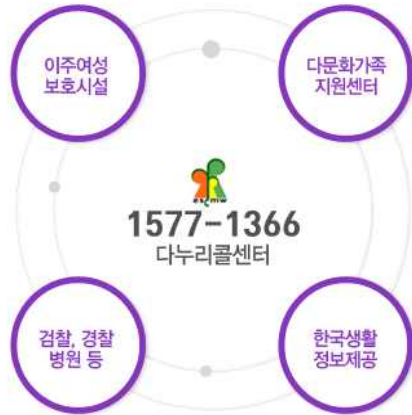 이주여성
보호시설
다문화가족
지원센터
1577-1366
다누리콜센터
검찰, 경찰
병원 등
한국생활
정보제공